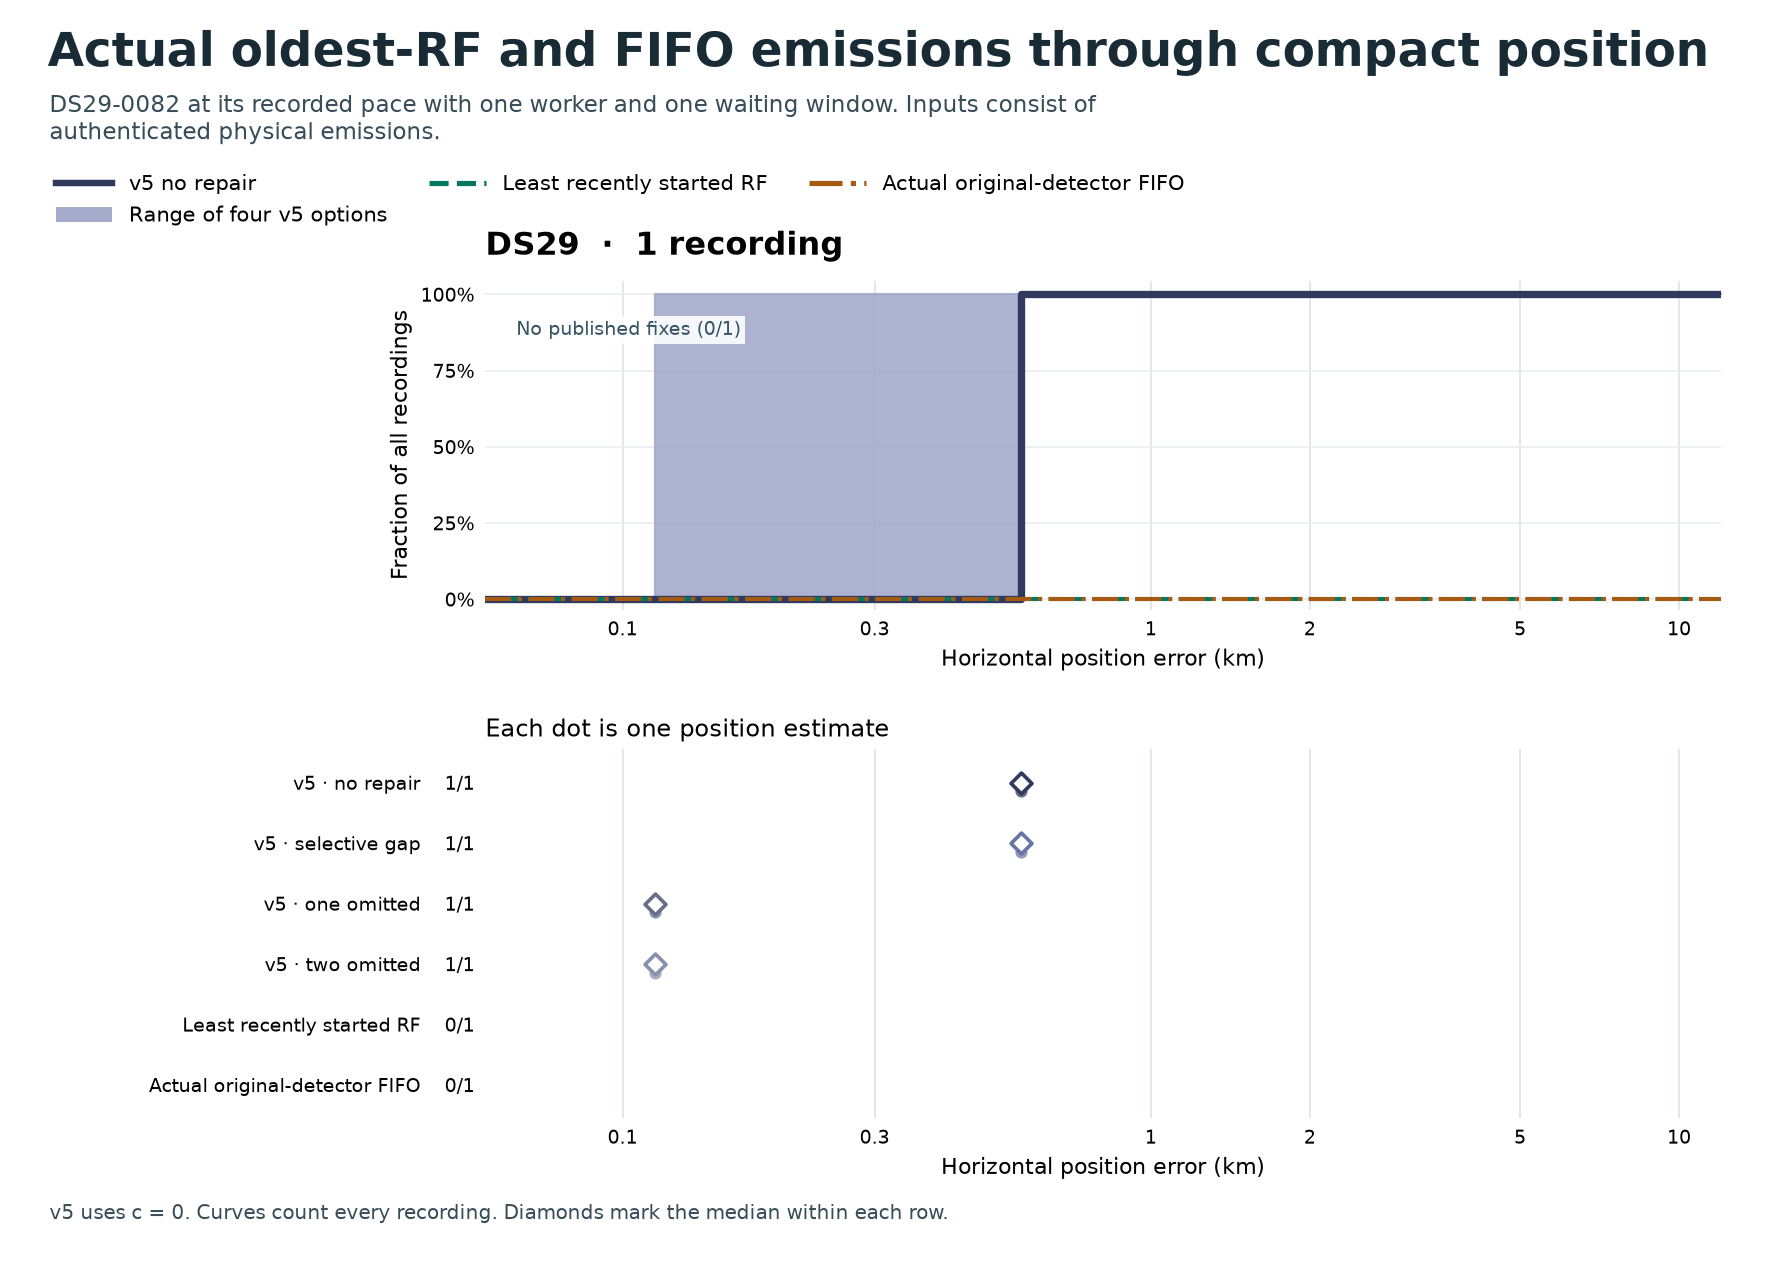 Actual oldest-RF and FIFO emissions through compact position
DS29-0082 at its recorded pace with one worker and one waiting window. Inputs consist of
authenticated physical emissions.
v5 no repair
Least recently started RF
Actual original-detector FIFO
Range of four v5 options
DS29 · 1 recording
100%
No published fixes (0/1)
75%
50%
25%
0%
Fraction of all recordings
0.1 0.3 1 2 5 10
Horizontal position error (km)
Each dot is one position estimate
v5 · no repair 1/1
v5 · selective gap 1/1
v5 · one omitted 1/1
v5 · two omitted 1/1
Least recently started RF 0/1
Actual original-detector FIFO 0/1
0.1 0.3 1 2 5 10
Horizontal position error (km)
v5 uses c = 0. Curves count every recording. Diamonds mark the median within each row.